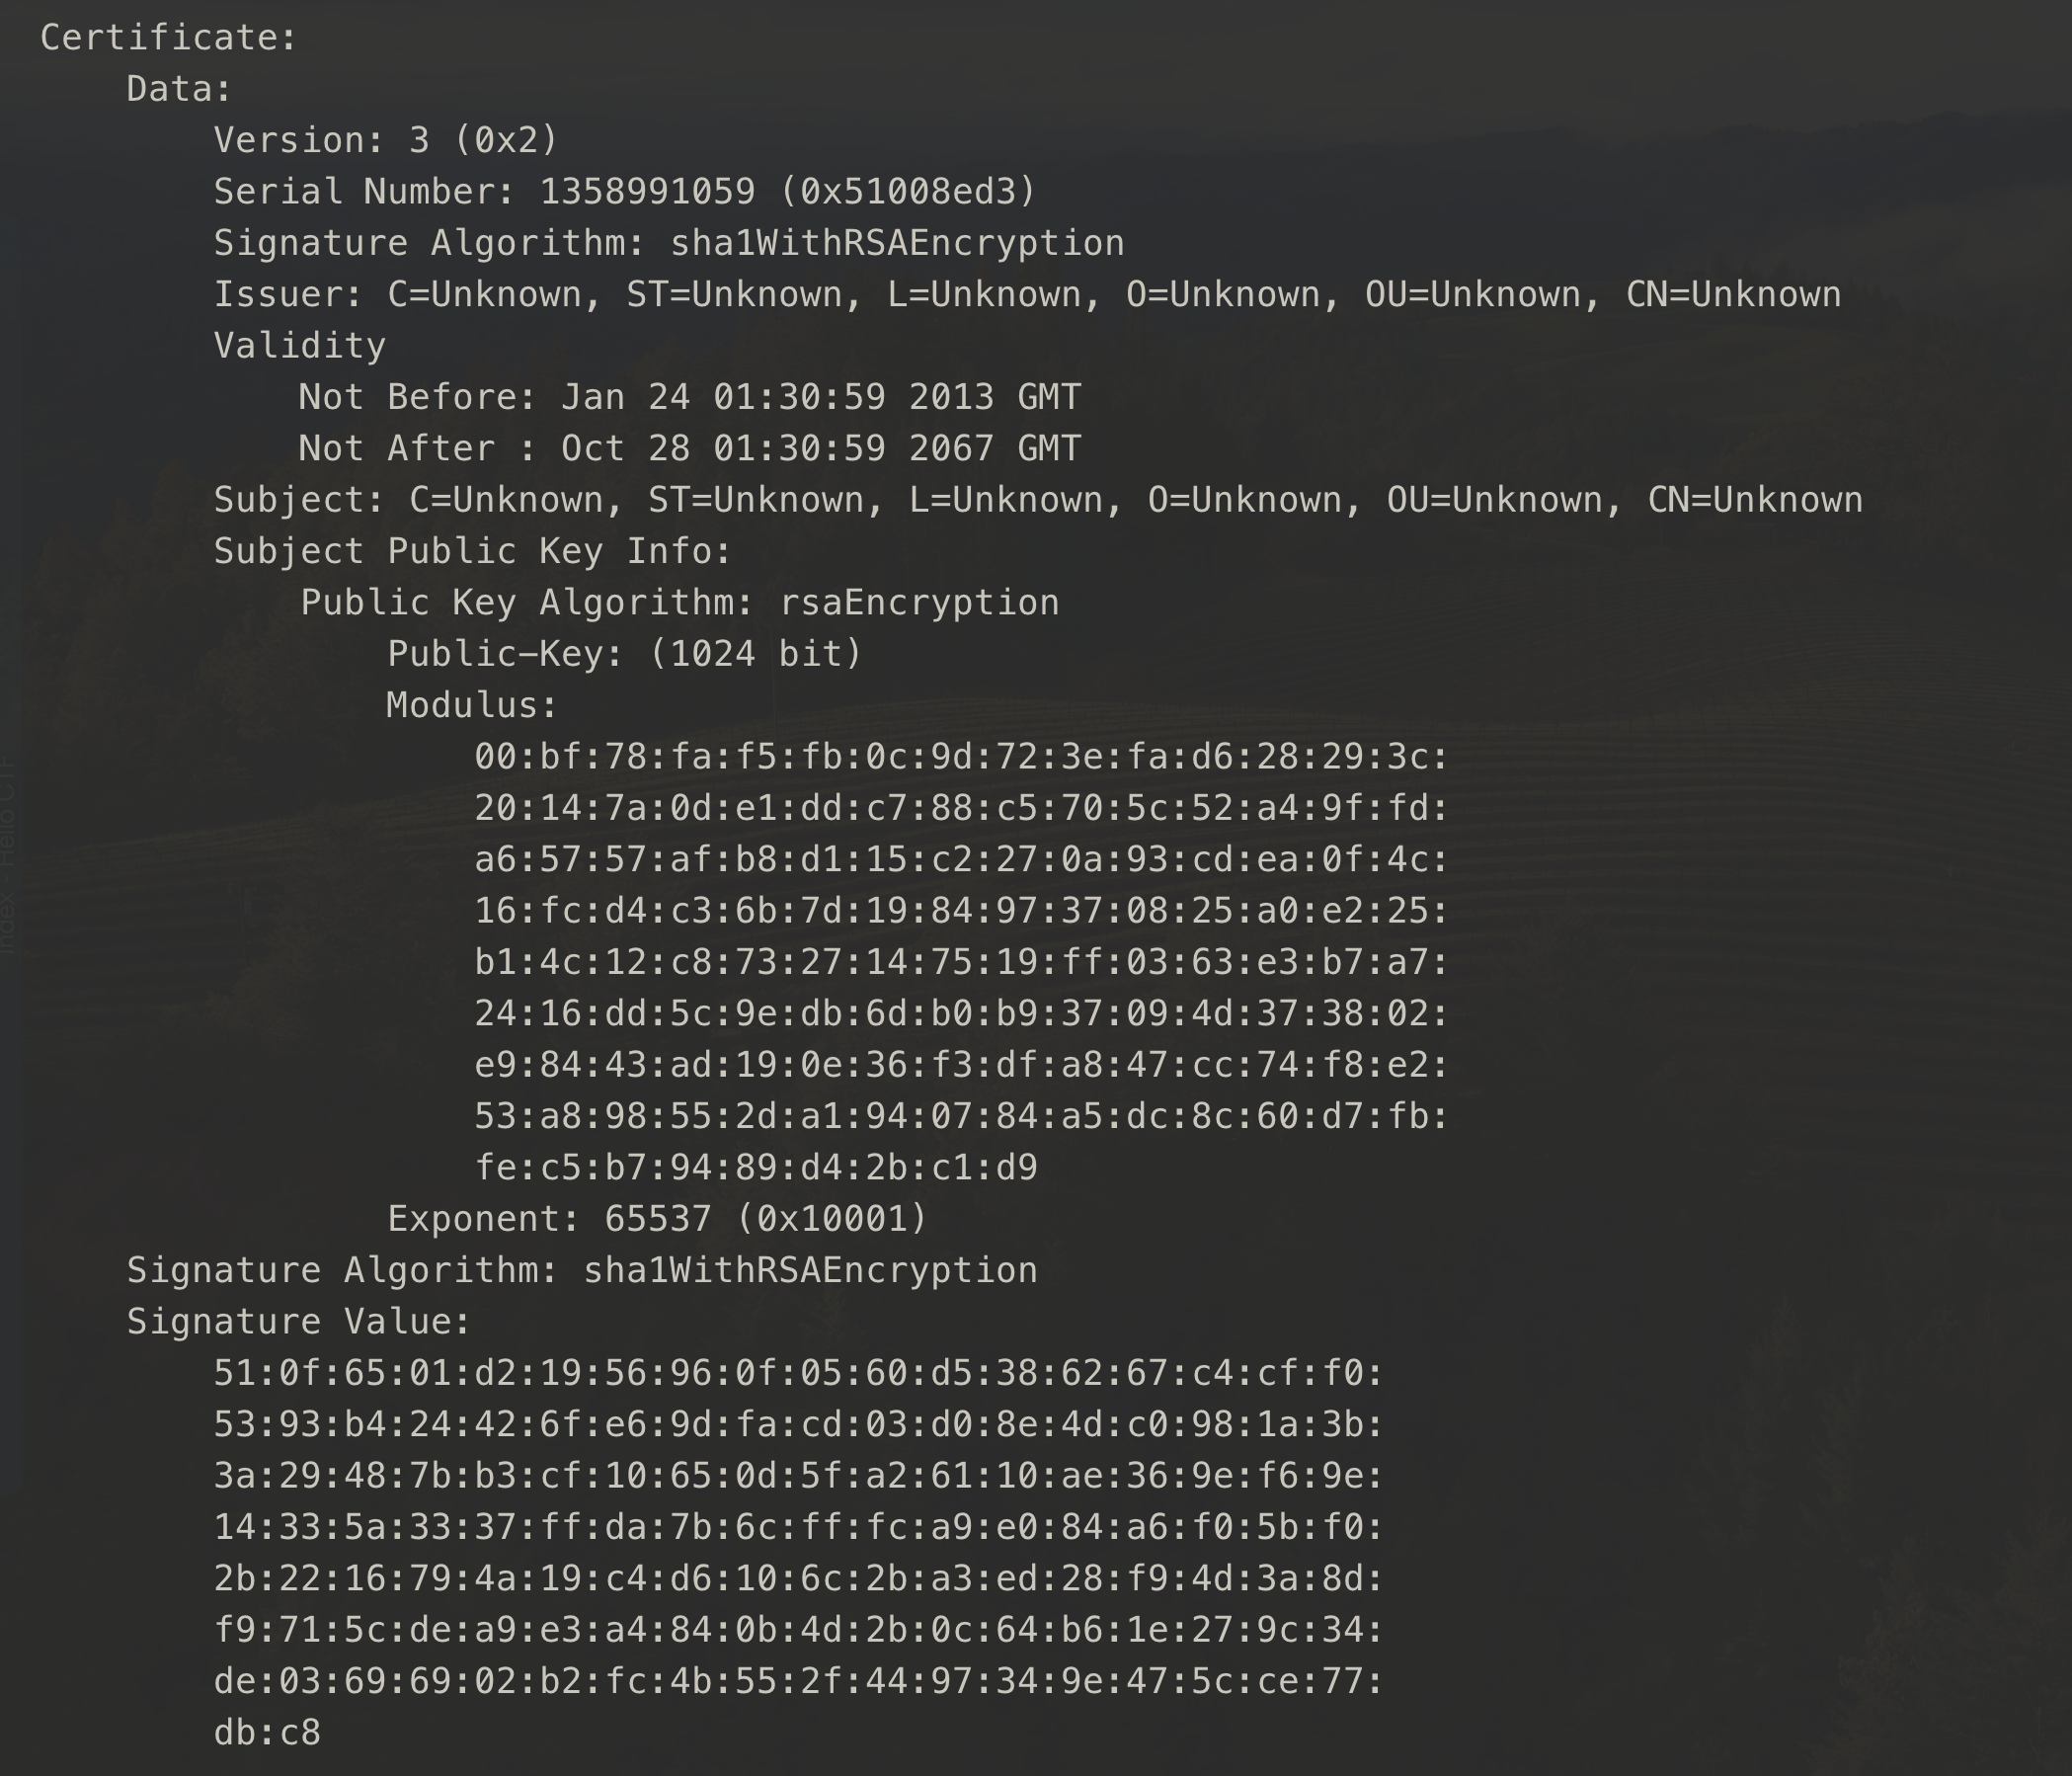 Certificate:
Data:
Version: 3 (0x2)
Serial Number: 1358991059 (0x51008ed3)
Signature Algorithm: sha1WithRSAEncryption
Issuer: C=Unknown, ST=Unknown, L=Unknown, O=Unknown, OU=Unknown, CN=Unknown
Validity
Not Before: Jan 24 01:30:59 2013 GMT
Not After : Oct 28 01:30:59 2067 GMT
Subject: C=Unknown, ST=Unknown, L=Unknown, O=Unknown, OU=Unknown, CN=Unknown
Subject Public Key Info:
Public Key Algorithm: rsaEncryption
Public-Key: (1024 bit)
Modulus:
00:bf:78:fa:f5:fb:0c:9d:72:3e:fa:d6:28:29:3c:
20:14:7a:0d:e1:dd:c7:88:c5:70:5c:52:a4:9f:fd:
a6:57:57:af:b8:d1:15:c2:27:0a:93:cd:ea:0f:4c:
16:fc:d4:c3:6b:7d:19:84:97:37:08:25:a0:e2:25:
b1:4c:12:c8:73:27:14:75:19:ff:03:63:e3:b7:a7:
24:16:dd:5c:9e:db:6d:b0:b9:37:09:4d:37:38:02:
e9:84:43:ad:19:0e:36:f3:df:a8:47:cc:74:f8:e2:
53:a8:98:55:2d:a1:94:07:84:a5:dc:8c:60:d7:fb:
fe:c5:b7:94:89:d4:2b:c1:d9
Exponent: 65537 (0x10001)
Signature Algorithm: sha1WithRSAEncryption
Signature Value:
51:0f:65:01:d2:19:56:96:0f:05:60:d5:38:62:67:c4:cf:f0:
53:93:b4:24:42:6f:e6:9d:fa:cd:03:d0:8e:4d:c0:98:1a:3b:
3a:29:48:7b:b3:cf:10:65:0d:5f:a2:61:10:ae:36:9e:f6:9e:
14:33:5a:33:37:ff:da:7b:6c:ff:fc:a9:e0:84:a6:f0:5b:f0:
2b:22:16:79:4a:19:c4:d6:10:6c:2b:a3:ed:28:f9:4d:3a:8d:
f9:71:5c:de:a9:e3:a4:84:0b:4d:2b:0c:64:b6:1e:27:9c:34:
de:03:69:69:02:b2:fc:4b:55:2f:44:97:34:9e:47:5c:ce:77:
db:c8
Index - Hello CTF